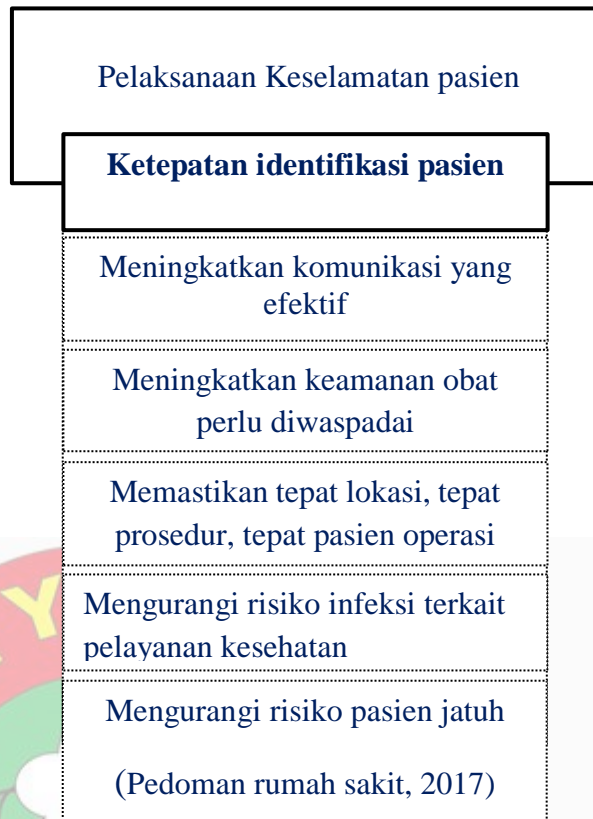 Pelaksanaan Keselamatan pasien
Ketepatan identifikasi pasien
Meningkatkan komunikasi yang
efektif
Meningkatkan keamanan obat
perlu diwaspadai
Memastikan tepat lokasi, tepat
prosedur, tepat pasien operasi
Mengurangi risiko infeksi terkait
pelayanan kesehatan
Mengurangi risiko pasien jatuh
(Pedoman rumah sakit, 2017)
Y